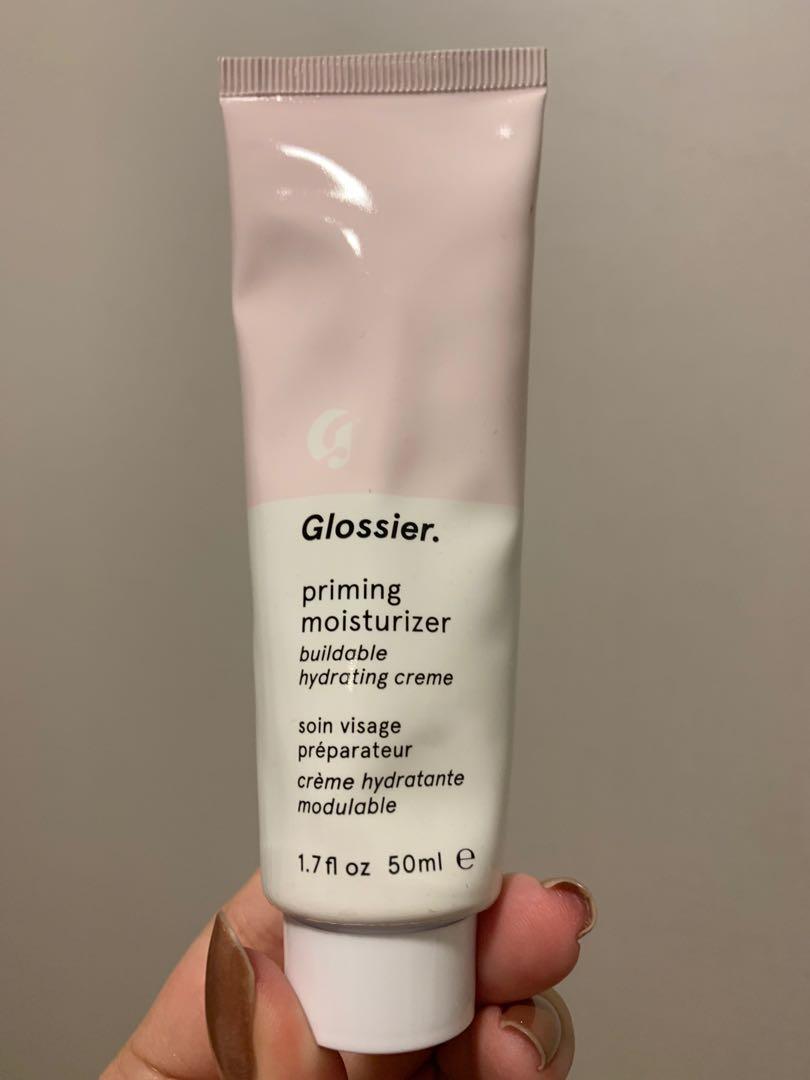 G
Glossier.
priming
moisturizer
buildable
hydrating creme
soin visage
préparateur
crème hydratante
modulable
1.7 fl oz 50ml ℮